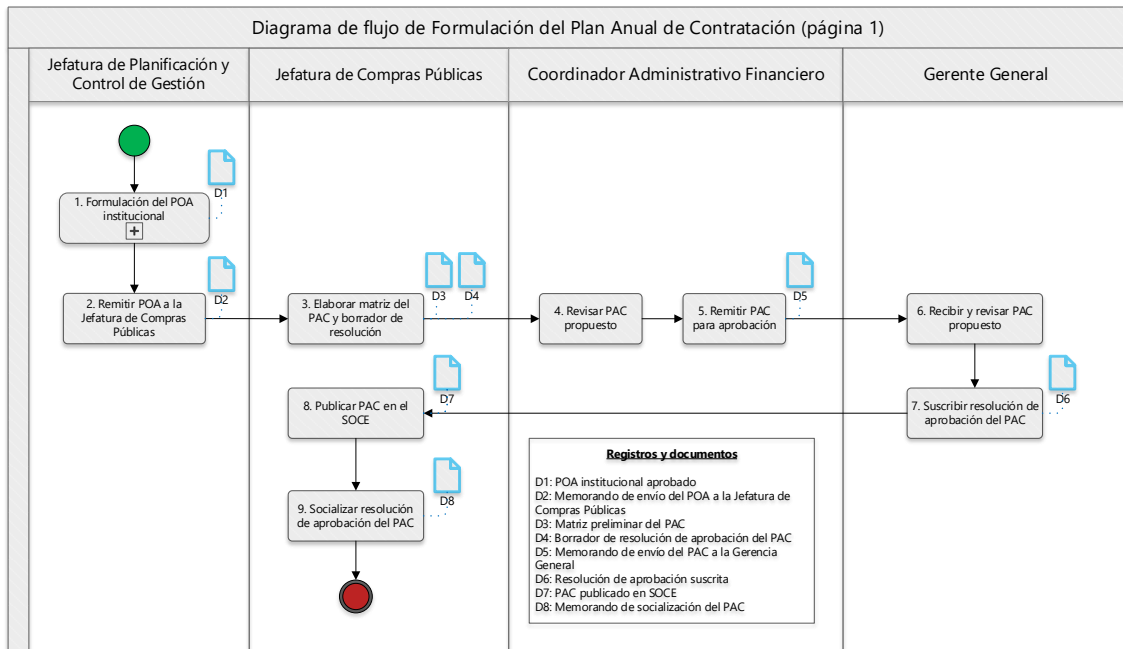 Diagrama de flujo de Formulación del Plan Anual de Contratación (página 1)
Jefatura de Planificación y
Control de Gestión
Jefatura de Compras Públicas
Coordinador Administrativo Financiero
Gerente General
D1
1. Formulación del POA
institucional
D2
2. Remitir POA a la
Jefatura de Compras
Públicas
D3
D4
3. Elaborar matriz del
PAC y borrador de
resolución
4. Revisar PAC
propuesto
D5
5. Remitir PAC
para aprobación
6. Recibir y revisar PAC
propuesto
D6
7. Suscribir resolución de
aprobación del PAC
D7
8. Publicar PAC en el
SOCE
D8
9. Socializar resolución
de aprobación del PAC
Registros y documentos
D1: POA institucional aprobado
D2: Memorando de envío del POA a la Jefatura de
Compras Públicas
D3: Matriz preliminar del PAC
D4: Borrador de resolución de aprobación del PAC
D5: Memorando de envío del PAC a la Gerencia
General
D6: Resolución de aprobación suscrita
D7: PAC publicado en SOCE
D8: Memorando de socialización del PAC